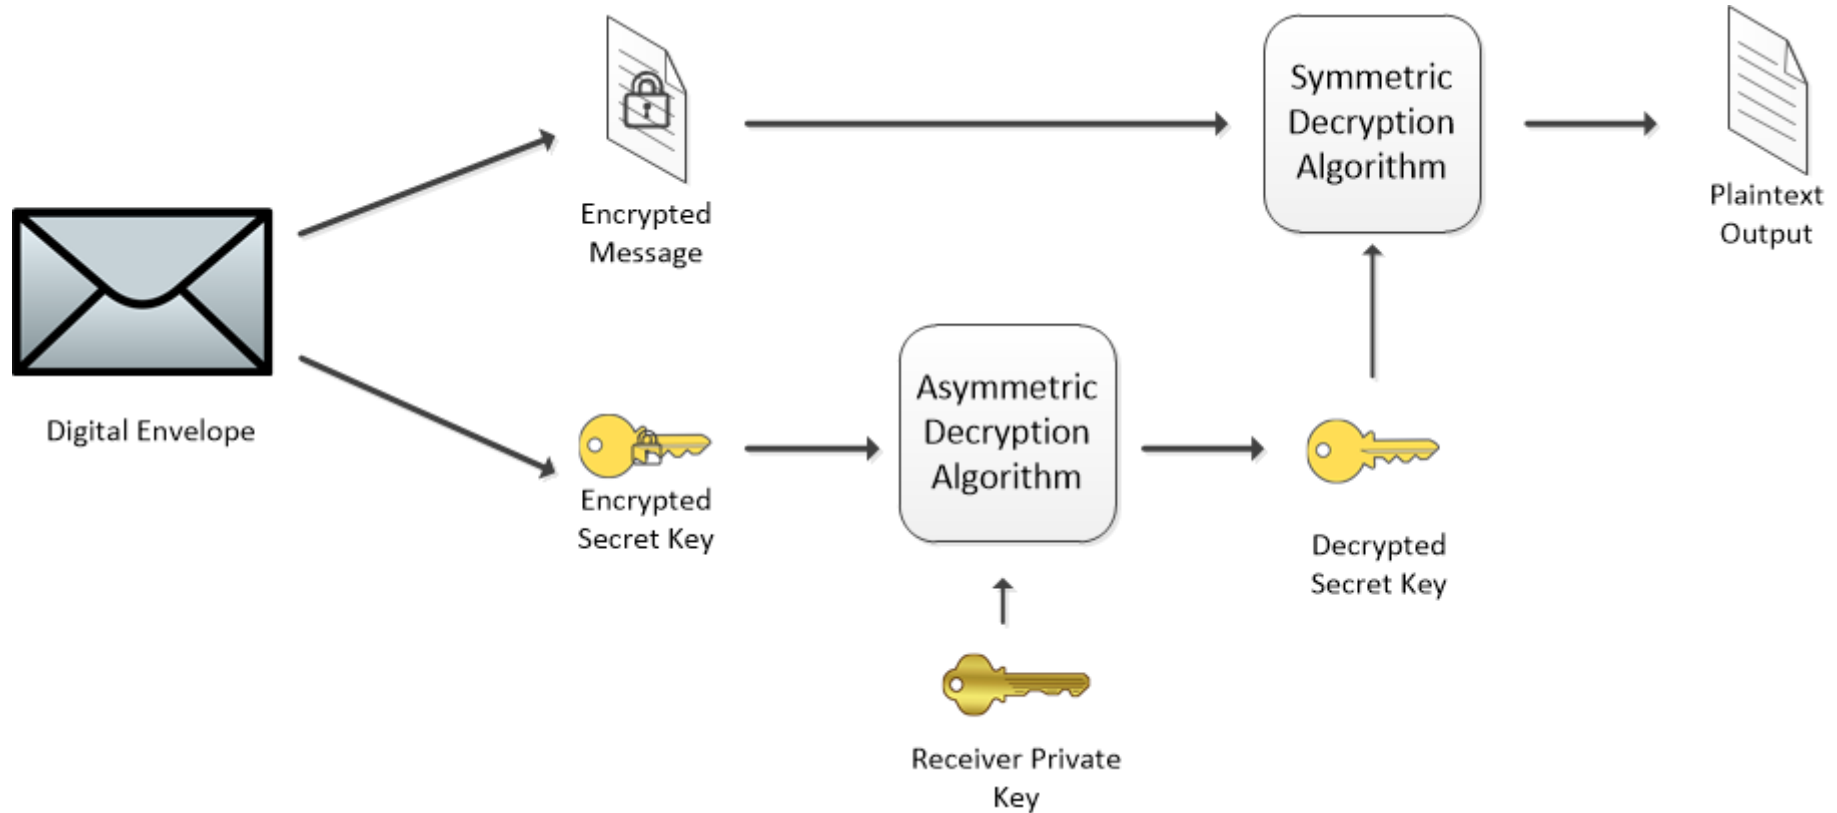 Encrypted
Message
Symmetric
Decryption
Algorithm
Plaintext
Output
Digital Envelope
Encrypted
Secret Key
Asymmetric
Decryption
Algorithm
Decrypted
Secret Key
Receiver Private
Key